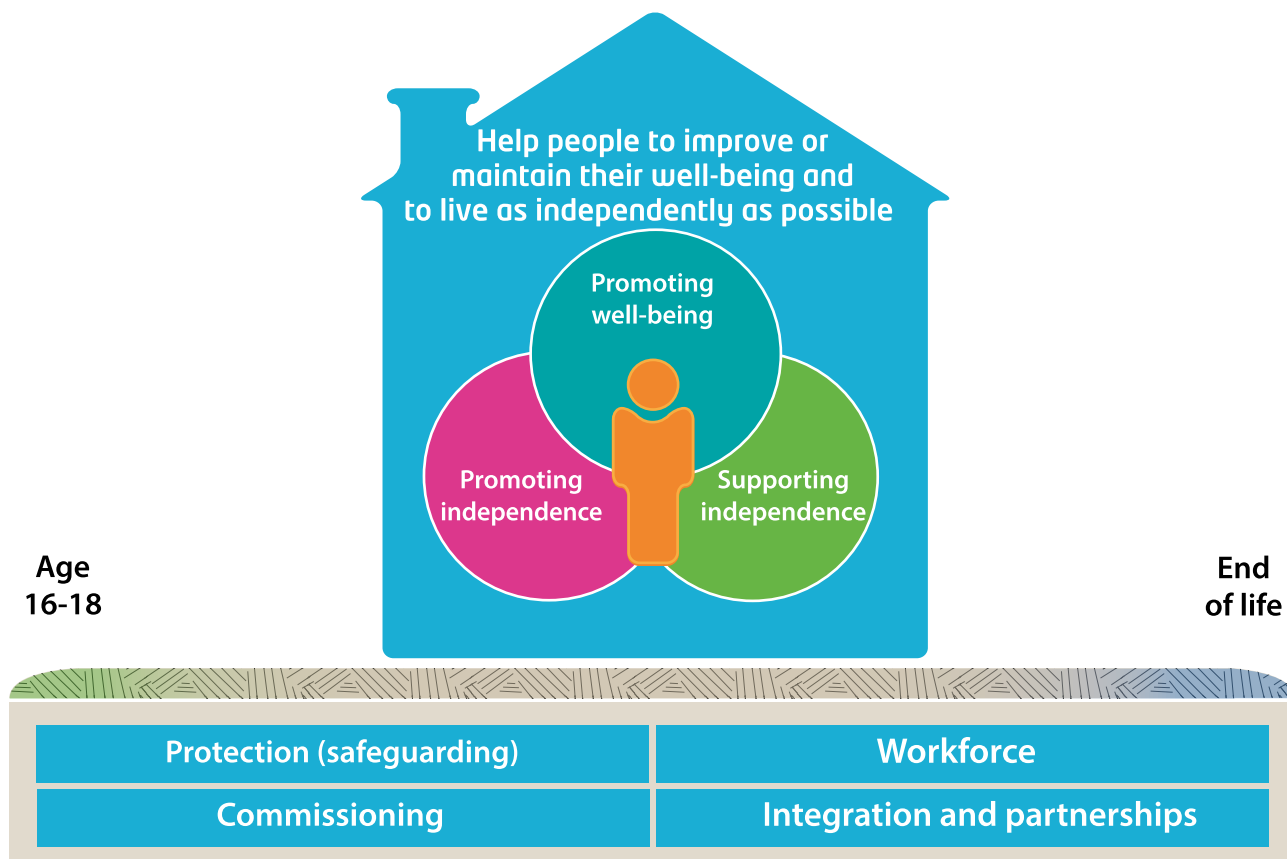 Help people to improve or
maintain their well-being and
to live as independently as possible
Promoting
well-being
Promoting
independence
Supporting
independence
Age
16-18
End
of life
Protection (safeguarding)
Workforce
Commissioning
Integration and partnerships